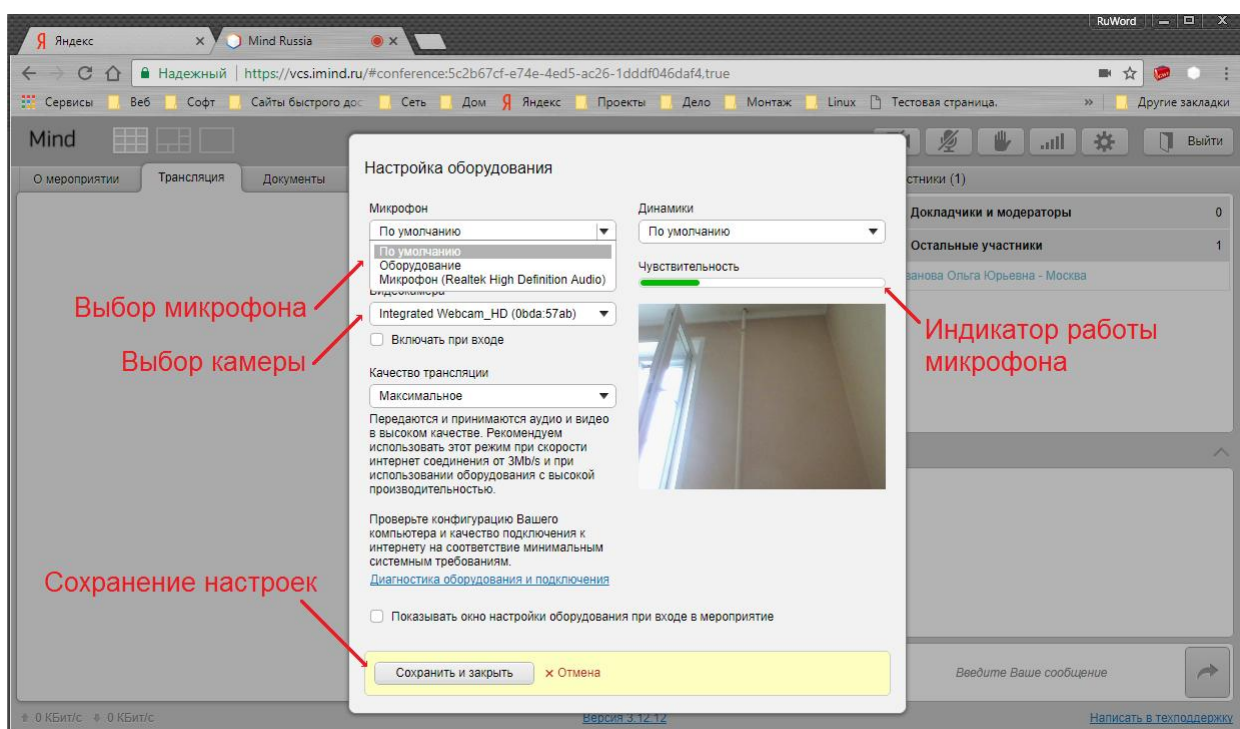 RuWord
Яндекс
Mind Russia
Надежный https://vcs.imind.ru/#conference:5c2b67cf-e74e-4ed5-ac26-1dddf046daf4,true
Сервисы Веб Софт Сайты быстрого дос Сеть Дом Яндекс Проекты Дело Монтаж Linux Тестовая страница. » Другие закладки
Mind
Выйти
О мероприятии Трансляция Документы
стники (1)
Докладчики и модераторы 0
Остальные участники 1
ванова Ольга Юрьевна - Москва
Настройка оборудования
Микрофон
По умолчанию
По умолчанию
Оборудование
Микрофон (Realtek High Definition Audio)
Видеокамера
Integrated Webcam_HD (0bda:57ab)
Включать при входе
Качество трансляции
Максимальное
Передаются и принимаются аудио и видео
в высоком качестве. Рекомендуем
использовать этот режим при скорости
интернет соединения от 3Mb/s и при
использовании оборудования с высокой
производительностью.
Проверьте конфигурацию Вашего
компьютера и качество подключения к
интернету на соответствие минимальным
системным требованиям.
Диагностика оборудования и подключения
Динамики
По умолчанию
Чувствительность
Показывать окно настройки оборудования при входе в мероприятие
Сохранить и закрыть × Отмена
Выбор микрофона
Выбор камеры
Сохранение настроек
Индикатор работы
микрофона
Введите Ваше сообщение
0 КБит/с 0 КБит/с
Версия 3.12.12
Написать в техподдержку